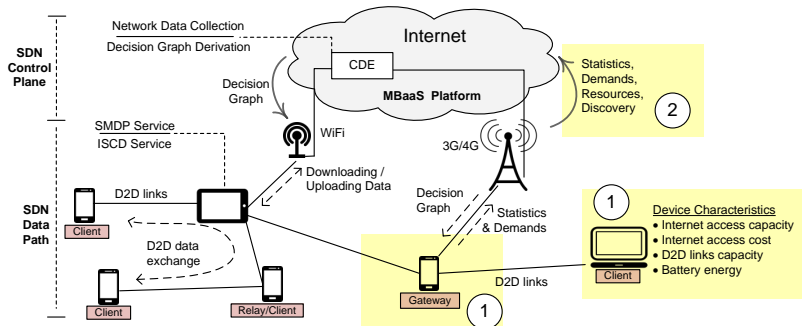 Network Data Collection
Decision Graph Derivation
SDN
Control
Plane
Internet
CDE
MBaaS Platform
Decision
Graph
Statistics,
Demands,
Resources,
Discovery
2
SMDP Service
ISCD Service
WiFi
3G/4G
Downloading /
Uploading Data
SDN
Data
Path
D2D links
Client
D2D data
exchange
Client
Relay/Client
Decision
Graph
Statistics
& Demands
Gateway
1
D2D links
1
Client
Device Characteristics
• Internet access capacity
• Internet access cost
• D2D links capacity
• Battery energy